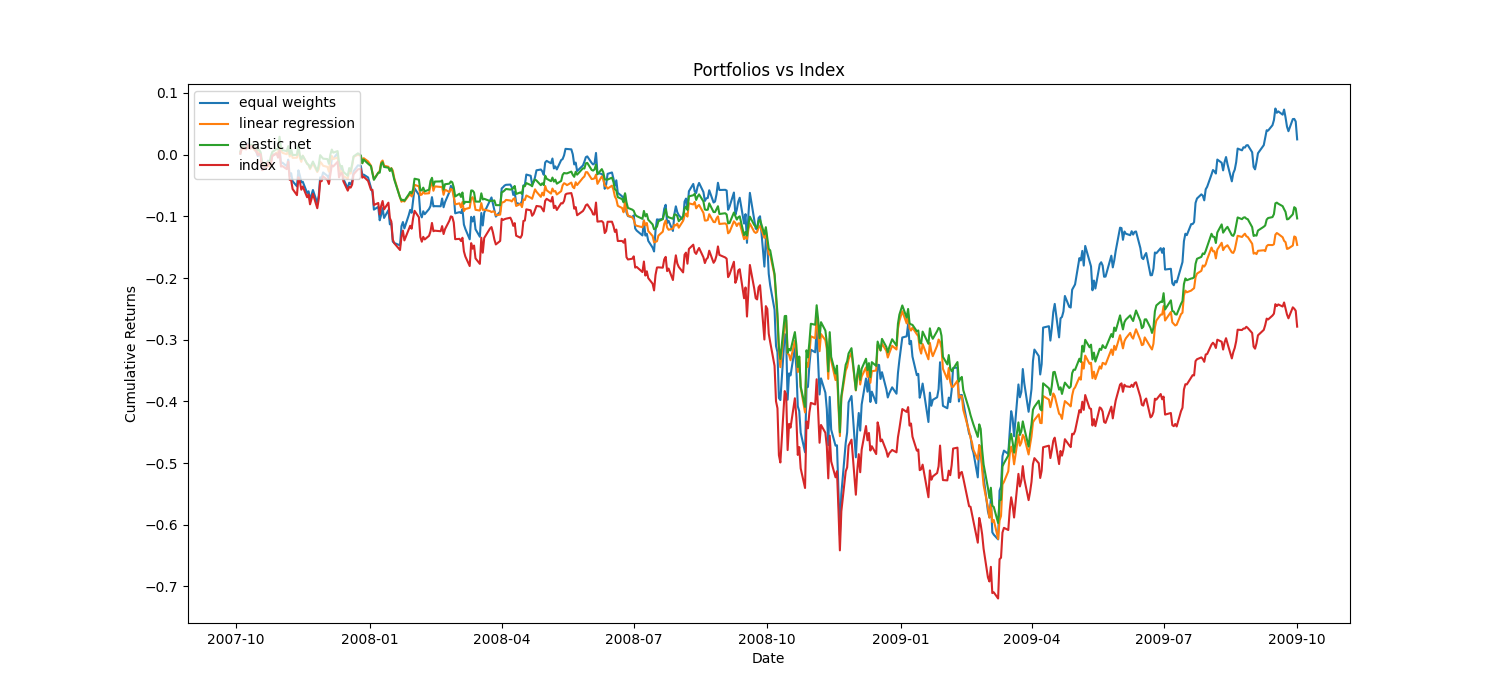 Portfolios vs Index
equal weights
linear regression
elastic net
index
0.1
0.0
−0.1
−0.2
−0.3
−0.4
−0.5
−0.6
−0.7
Cumulative Returns
2007-10
2008-01
2008-04
2008-07
2008-10
2009-01
2009-04
2009-07
2009-10
Date